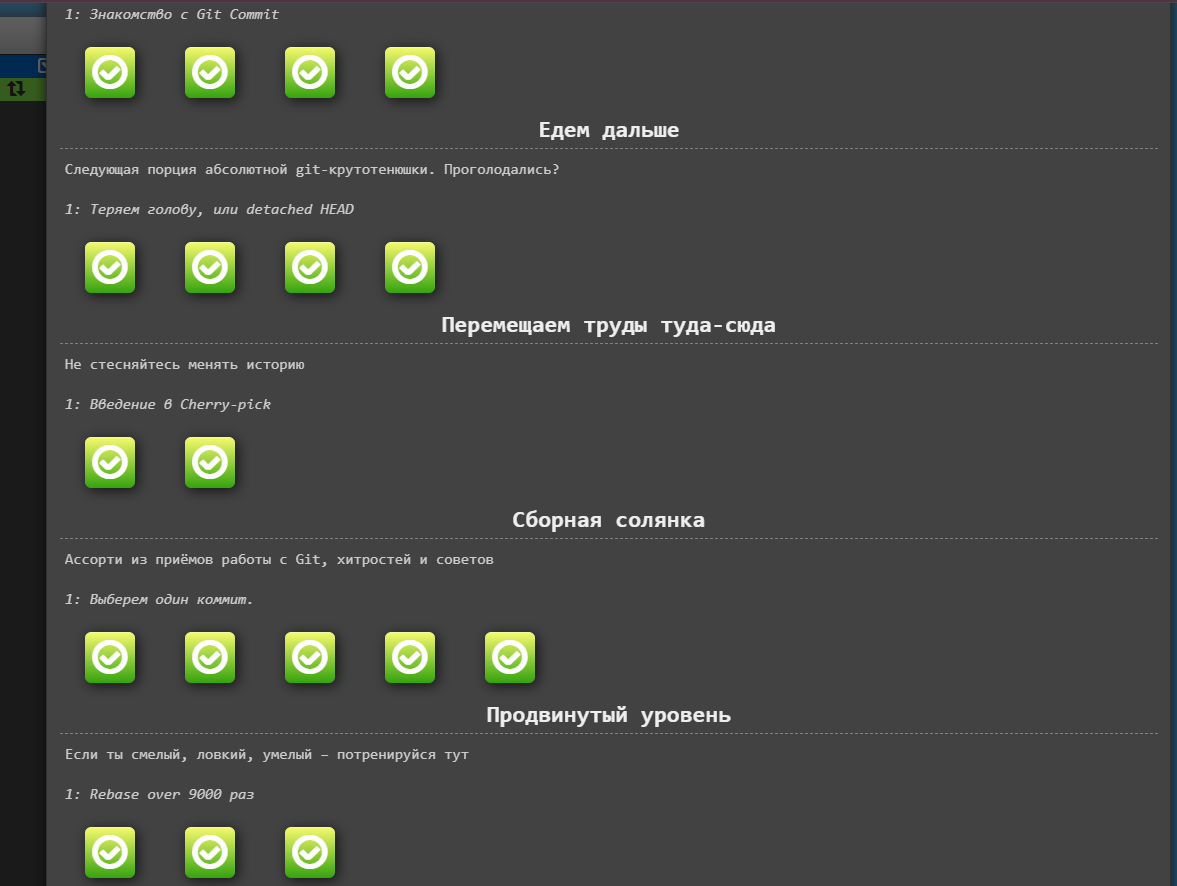 1: Знакомство с Git Commit
Едем дальше
Следующая порция абсолютной git-крутотенюшки. Проголодались?
1: Теряем голову, или detached HEAD
Перемещаем труды туда-сюда
Не стесняйтесь менять историю
1: Введение в Cherry-pick
Сборная солянка
Ассорти из приёмов работы с Git, хитростей и советов
1: Выберем один коммит.
Продвинутый уровень
Если ты смелый, ловкий, умелый – потренируйся тут
1: Rebase over 9000 раз